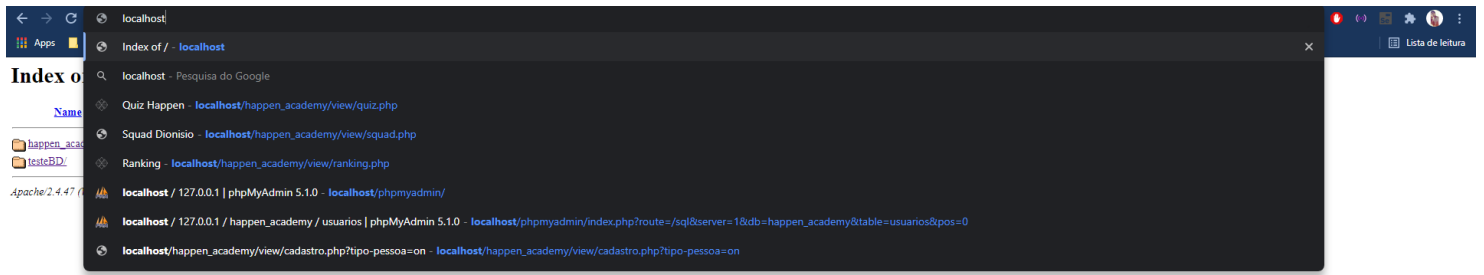 localhost
Apps
Index of / - localhost
Lista de leitura
Index o
localhost - Pesquisa do Google
Name
Quiz Happen - localhost/happen_academy/view/quiz.php
Squad Dionisio - localhost/happen_academy/view/squad.php
happen_acad
testeBD/
Ranking - localhost/happen_academy/view/ranking.php
Apache/2.4.47 (
localhost / 127.0.0.1 | phpMyAdmin 5.1.0 - localhost/phpmyadmin/
localhost / 127.0.0.1 / happen_academy / usuarios | phpMyAdmin 5.1.0 - localhost/phpmyadmin/index.php?route=/sql&server=1&db=happen_academy&table=usuarios&pos=0
localhost/happen_academy/view/cadastro.php?tipo-pessoa=on - localhost/happen_academy/view/cadastro.php?tipo-pessoa=on